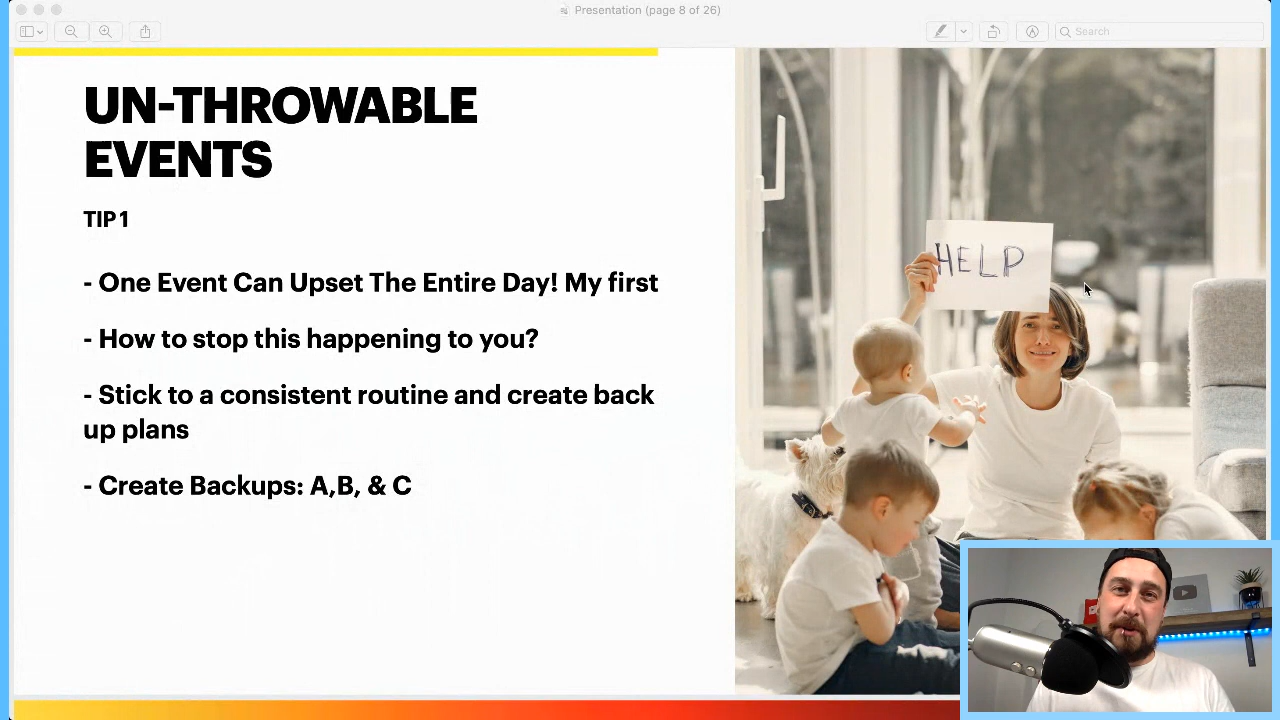 Presentation (page 8 of 26)
Search
UN-THROWABLE
EVENTS
TIP 1
- One Event Can Upset The Entire Day! My first
- How to stop this happening to you?
- Stick to a consistent routine and create back
up plans
- Create Backups: A,B, & C
HELP